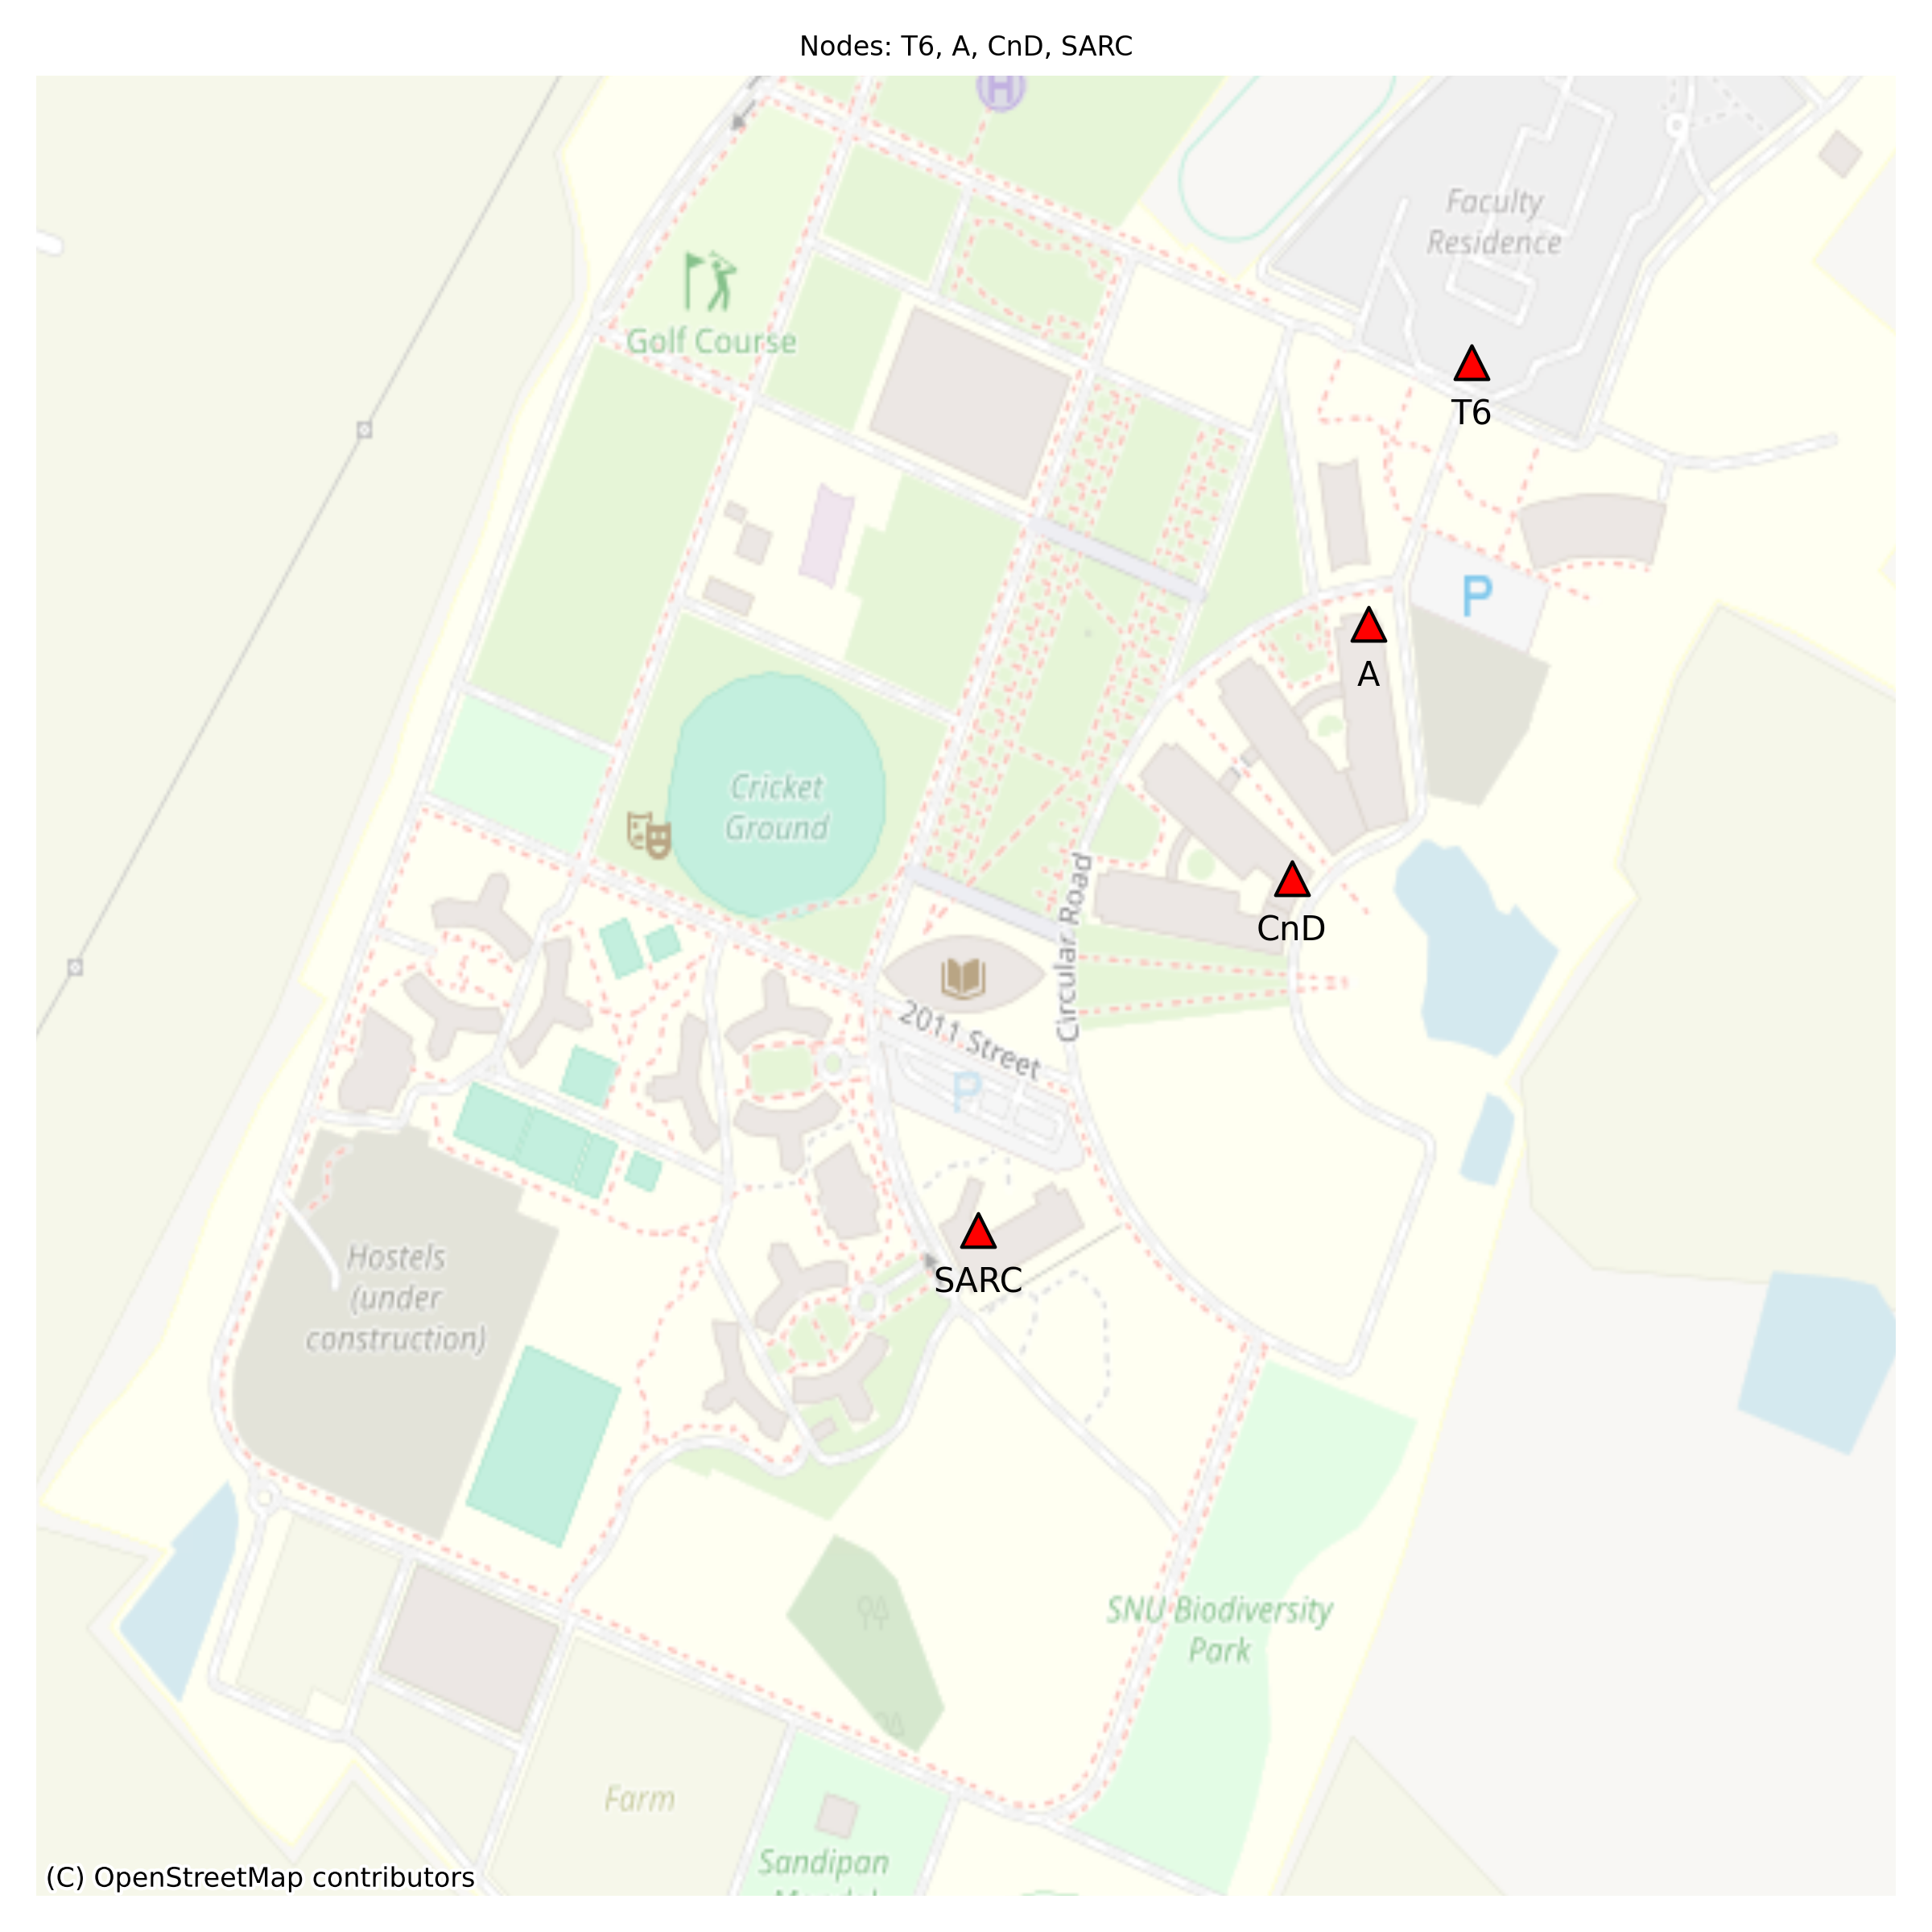 Nodes: T6, A, CnD, SARC
H
Faculty
Residence
Golf Course
T6
P
A
Cricket
Ground
CnD
Circular Road
2011 Street
P
SARC
Hostels
(under
construction)
SNU Biodiversity
Park
Farm
Sandipan
(C) OpenStreetMap contributors